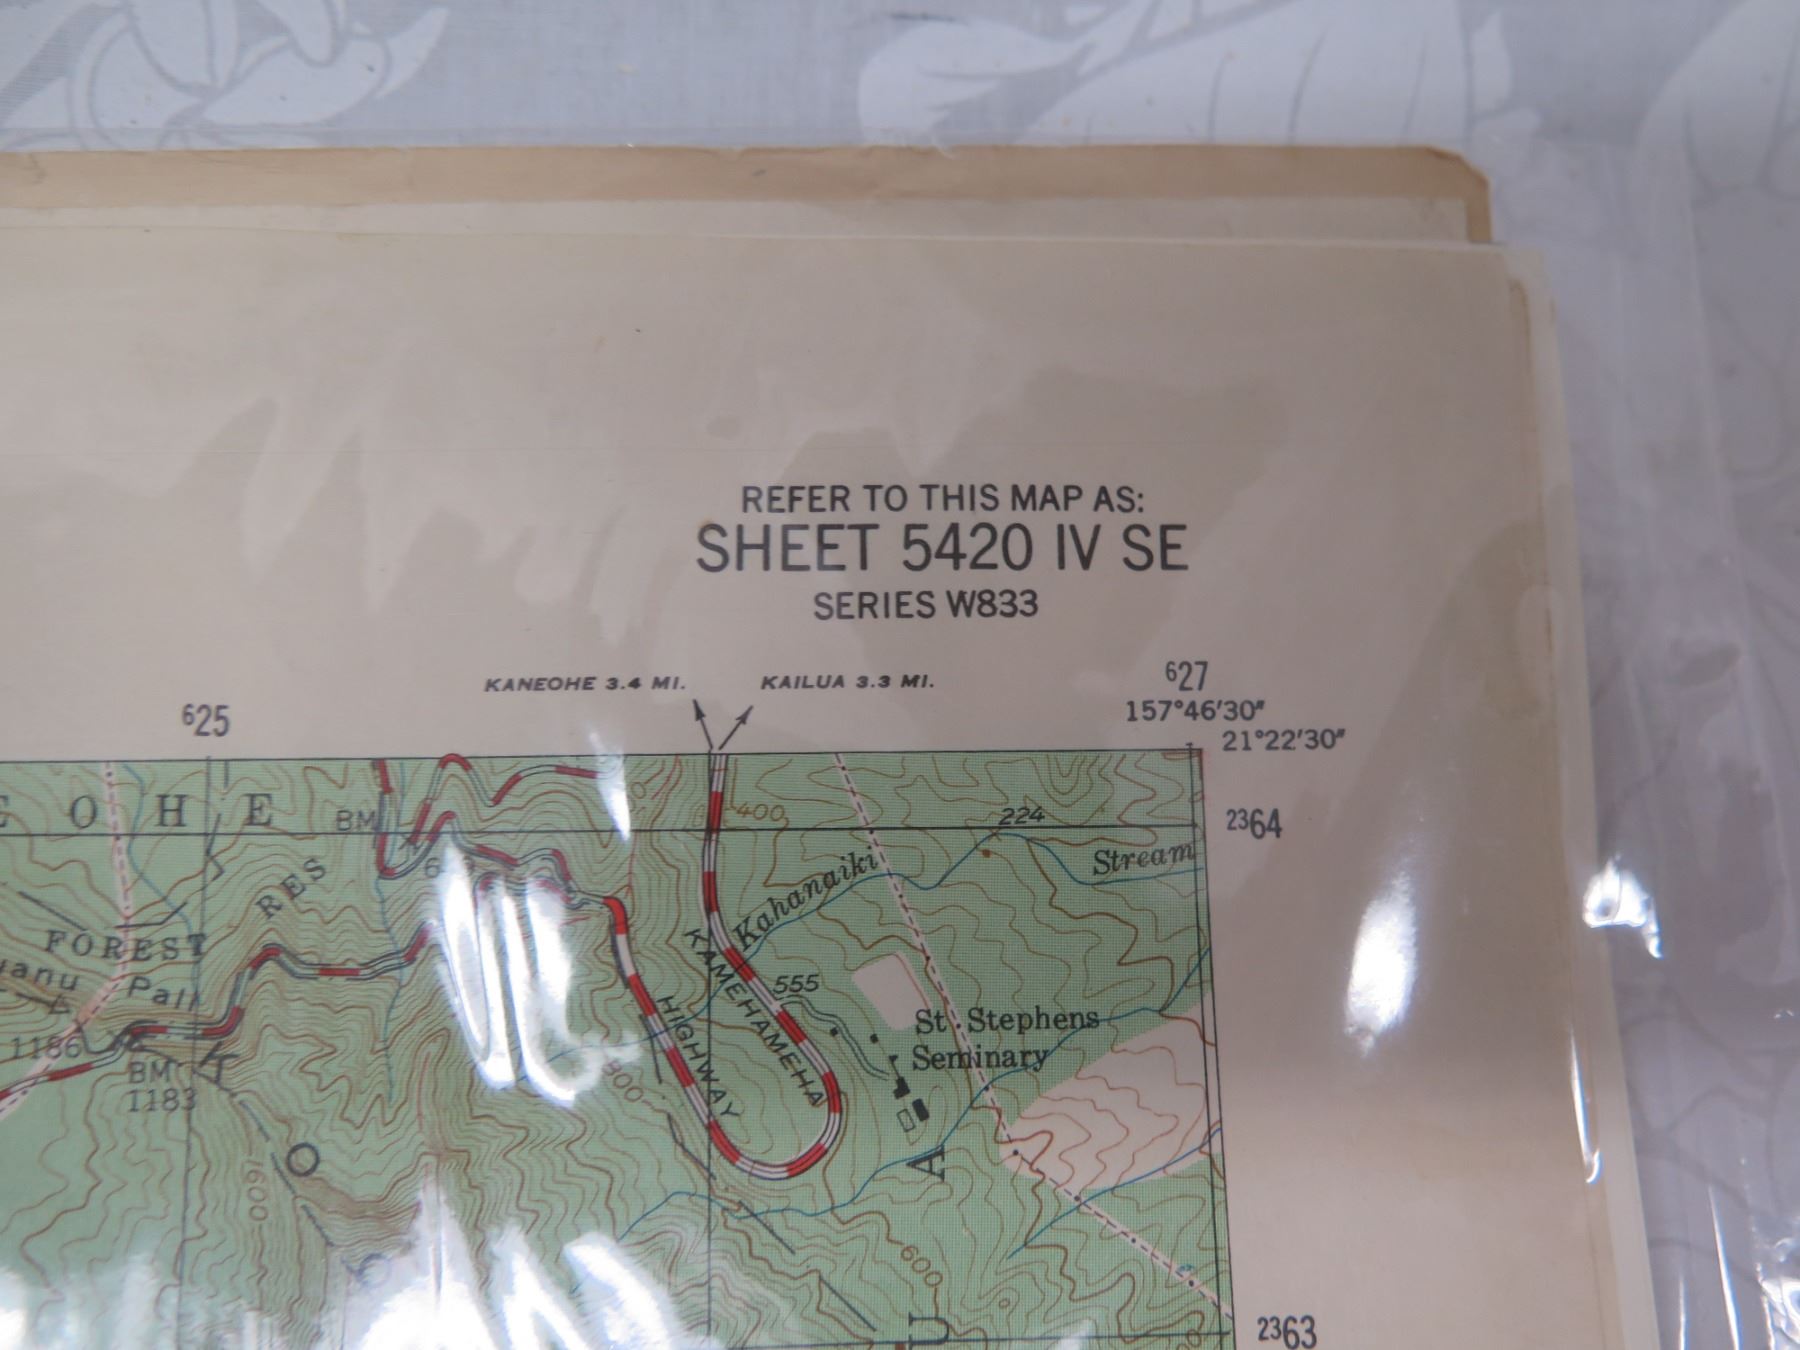 REFER TO THIS MAP AS:
SHEET 5420 IV SE
SERIES W833
KANEOHE 3.4 MI.
KAILUA 3.3 MI.
625
627
157°46'30"
21°22'30"
E O H E
BM
400
224
2364
RES
Kahanaiki
Stream
FOREST
Pali
KAMEHAMEHA
HIGHWAY
555
St. Stephens
Seminary
1186
BM
1183
K
800
O
A
1600
600
U
2363